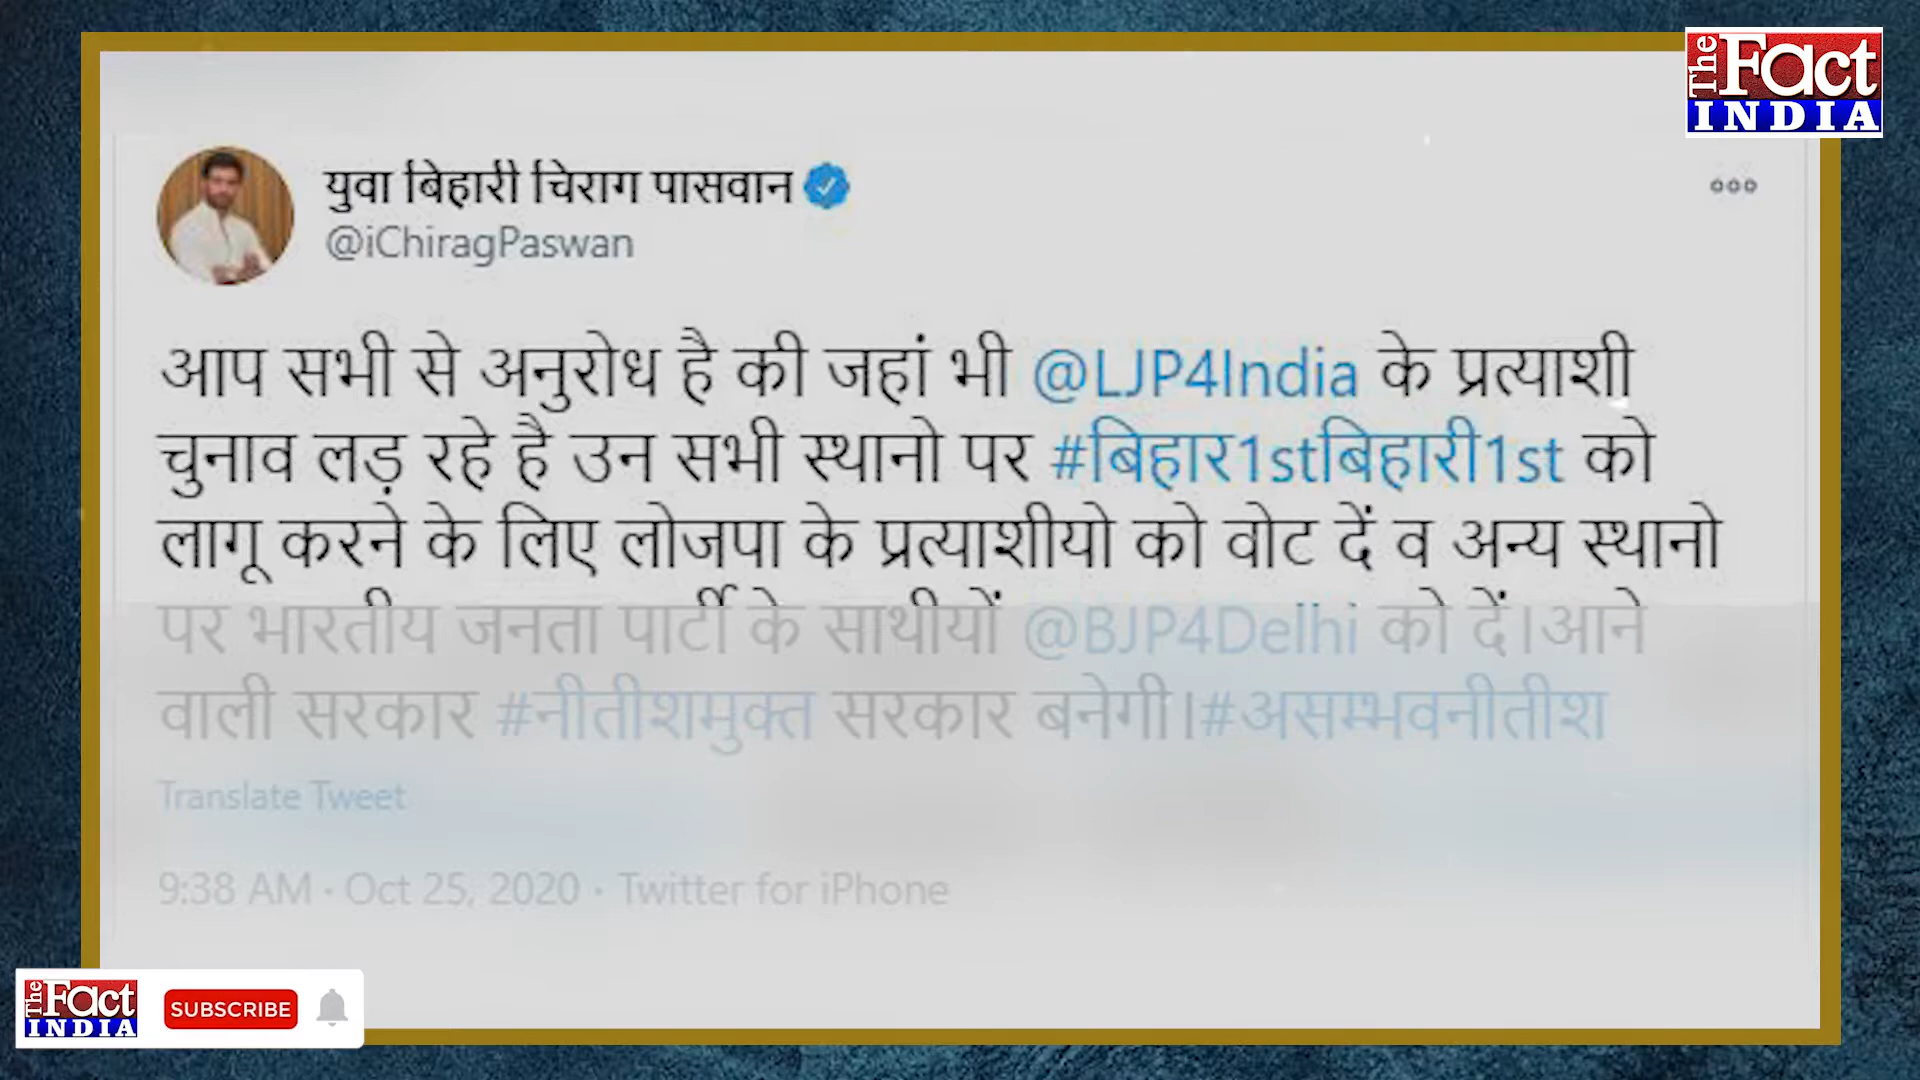 The Fact
INDIA
युवा बिहारी चिराग पासवान
@iChiragPaswan
आप सभी से अनुरोध है की जहां भी @LJP4India के प्रत्याशी
चुनाव लड़ रहे है उन सभी स्थानो पर #बिहार1stबिहारी1st को
लागू करने के लिए लोजपा के प्रत्याशीयो को वोट दें व अन्य स्थानो
पर भारतीय जनता पार्टी के साथीयों @BJP4Delhi को दें।आने
वाली सरकार #नीतीशमुक्त सरकार बनेगी।#असम्भवनीतीश
Translate Tweet
9:38 AM · Oct 25, 2020 · Twitter for iPhone
The Fact
INDIA
SUBSCRIBE